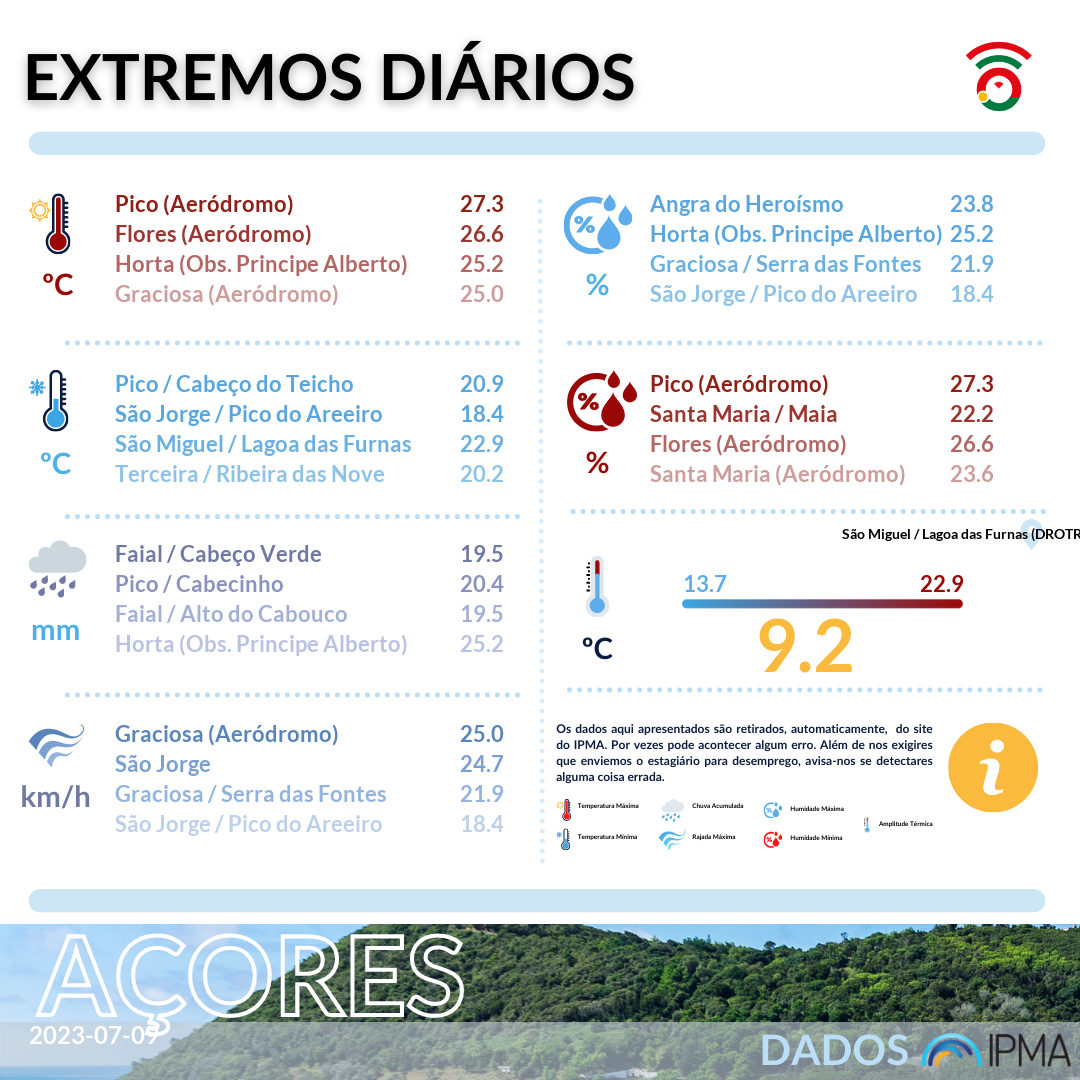 EXTREMOS DIÁRIOS
Pico (Aeródromo) 27.3
Flores (Aeródromo) 26.6
Horta (Obs. Principe Alberto) 25.2
Graciosa (Aeródromo) 25.0
ºC
Pico / Cabeço do Teicho 20.9
São Jorge / Pico do Areeiro 18.4
São Miguel / Lagoa das Furnas 22.9
Terceira / Ribeira das Nove 20.2
ºC
Faial / Cabeço Verde 19.5
Pico / Cabecinho 20.4
Faial / Alto do Cabouco 19.5
Horta (Obs. Principe Alberto) 25.2
mm
Graciosa (Aeródromo) 25.0
São Jorge 24.7
Graciosa / Serra das Fontes 21.9
São Jorge / Pico do Areeiro 18.4
km/h
%
Angra do Heroísmo 23.8
Horta (Obs. Principe Alberto) 25.2
Graciosa / Serra das Fontes 21.9
São Jorge / Pico do Areeiro 18.4
%
%
Pico (Aeródromo) 27.3
Santa Maria / Maia 22.2
Flores (Aeródromo) 26.6
Santa Maria (Aeródromo) 23.6
%
São Miguel / Lagoa das Furnas (DROTR
13.7 22.9
9.2
ºC
Os dados aqui apresentados são retirados, automaticamente, do site
do IPMA. Por vezes pode acontecer algum erro. Além de nos exigires
que enviemos o estagiário para desemprego, avisa-nos se detectares
alguma coisa errada.
i
Temperatura Máxima Chuva Acumulada Humidade Máxima
Amplitude Térmica
Temperatura Mínima Rajada Máxima Humidade Mínima
AÇORES
2023-07-09
DADOS IPMA